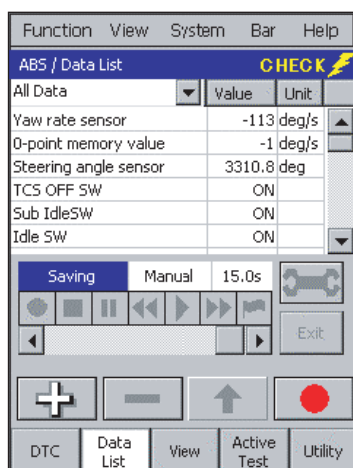 Function View System Bar Help
ABS / Data List CHECK
All Data Value Unit
Yaw rate sensor -113 deg/s
0-point memory value -1 deg/s
Steering angle sensor 3310.8 deg
TCS OFF SW ON
Sub IdleSW ON
Idle SW ON
Saving Manual 15.0s
Exit
DTC Data List View Active Test Utility